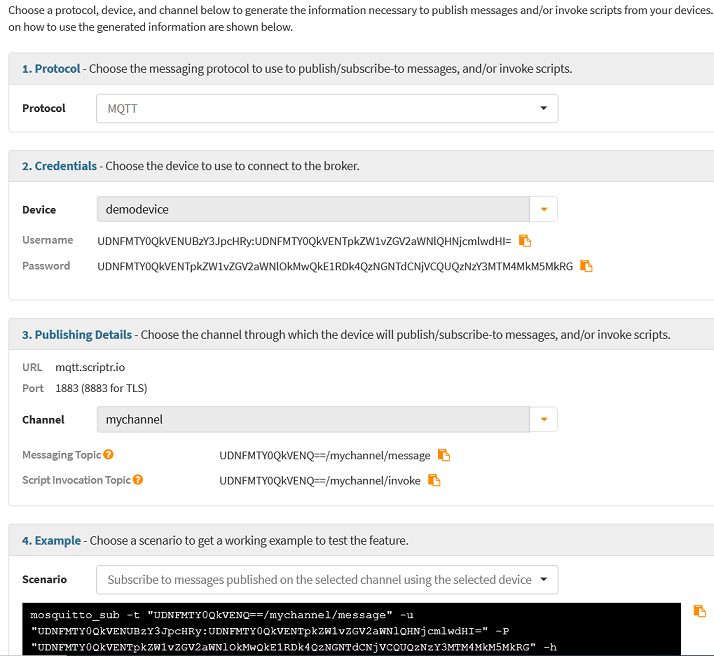 Choose a protocol, device, and channel below to generate the information necessary to publish messages and/or invoke scripts from your devices.
on how to use the generated information are shown below.
1. Protocol - Choose the messaging protocol to use to publish/subscribe-to messages, and/or invoke scripts.
Protocol MQTT
2. Credentials - Choose the device to use to connect to the broker.
Device demodevice
Username UDNFMTY0QkVENUBzY3JpcHRy:UDNFMTY0QkVENTpkZW1vZGV2aWNlQHNjcmlwdHI=
Password UDNFMTY0QkVENTpkZW1vZGV2aWNlOkMwQkE1RDk4QzNGNTdCNjVCQUQzNzY3MTM4MkM5MkRG
3. Publishing Details - Choose the channel through which the device will publish/subscribe-to messages, and/or invoke scripts.
URL mqtt.scriptr.io
Port 1883 (8883 for TLS)
Channel mychannel
Messaging Topic UDNFMTY0QkVENQ==/mychannel/message
Script Invocation Topic UDNFMTY0QkVENQ==/mychannel/invoke
4. Example - Choose a scenario to get a working example to test the feature.
Scenario Subscribe to messages published on the selected channel using the selected device
mosquitto_sub -t "UDNFMTY0QkVENQ==/mychannel/message" -u
"UDNFMTY0QkVENUBzY3JpcHRy:UDNFMTY0QkVENTpkZW1vZGV2aWNlQHNjcmlwdHI=" -P
"UDNFMTY0QkVENTpkZW1vZGV2aWNlOkMwQkE1RDk4QzNGNTdCNjVCQUQzNzY3MTM4MkM5MkRG" -h